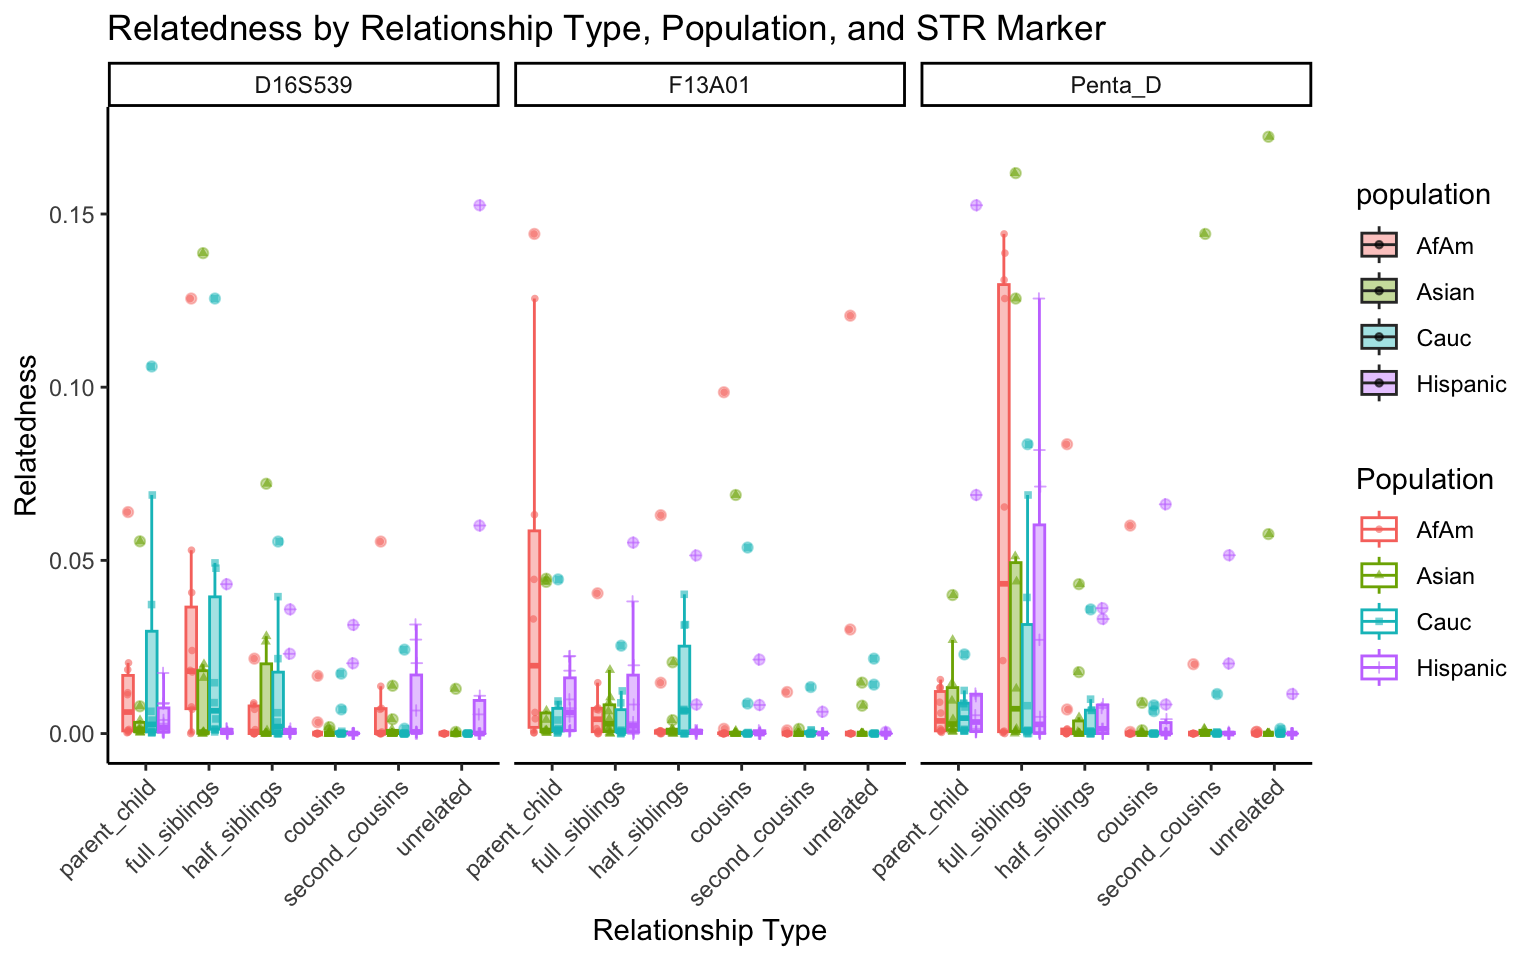 Relatedness by Relationship Type, Population, and STR Marker
D16S539
F13A01
Penta_D
Relatedness
0.15
0.10
0.05
0.00
parent_child
full_siblings
half_siblings
cousins
second_cousins
unrelated
parent_child
full_siblings
half_siblings
cousins
second_cousins
unrelated
parent_child
full_siblings
half_siblings
cousins
second_cousins
unrelated
Relationship Type
population
AfAm
Asian
Cauc
Hispanic
Population
AfAm
Asian
Cauc
Hispanic